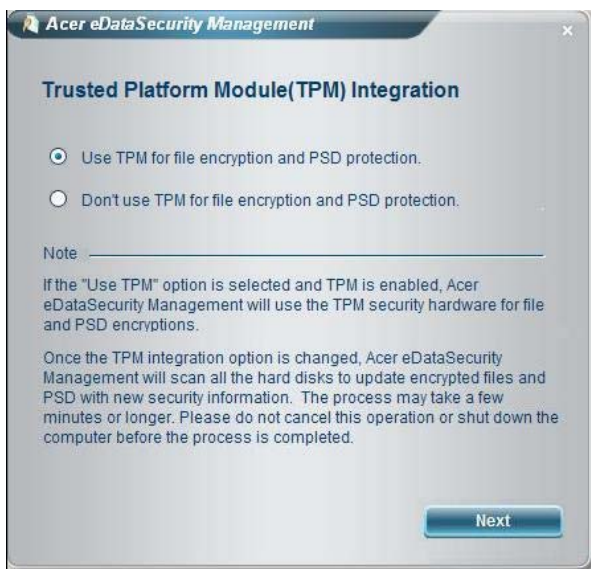 Acer eDataSecurity Management
Trusted Platform Module(TPM) Integration
Use TPM for file encryption and PSD protection.
Don't use TPM for file encryption and PSD protection.
Note
If the "Use TPM" option is selected and TPM is enabled, Acer
eDataSecurity Management will use the TPM security hardware for file
and PSD encryptions.
Once the TPM integration option is changed, Acer eDataSecurity
Management will scan all the hard disks to update encrypted files and
PSD with new security information. The process may take a few
minutes or longer. Please do not cancel this operation or shut down the
computer before the process is completed.
Next